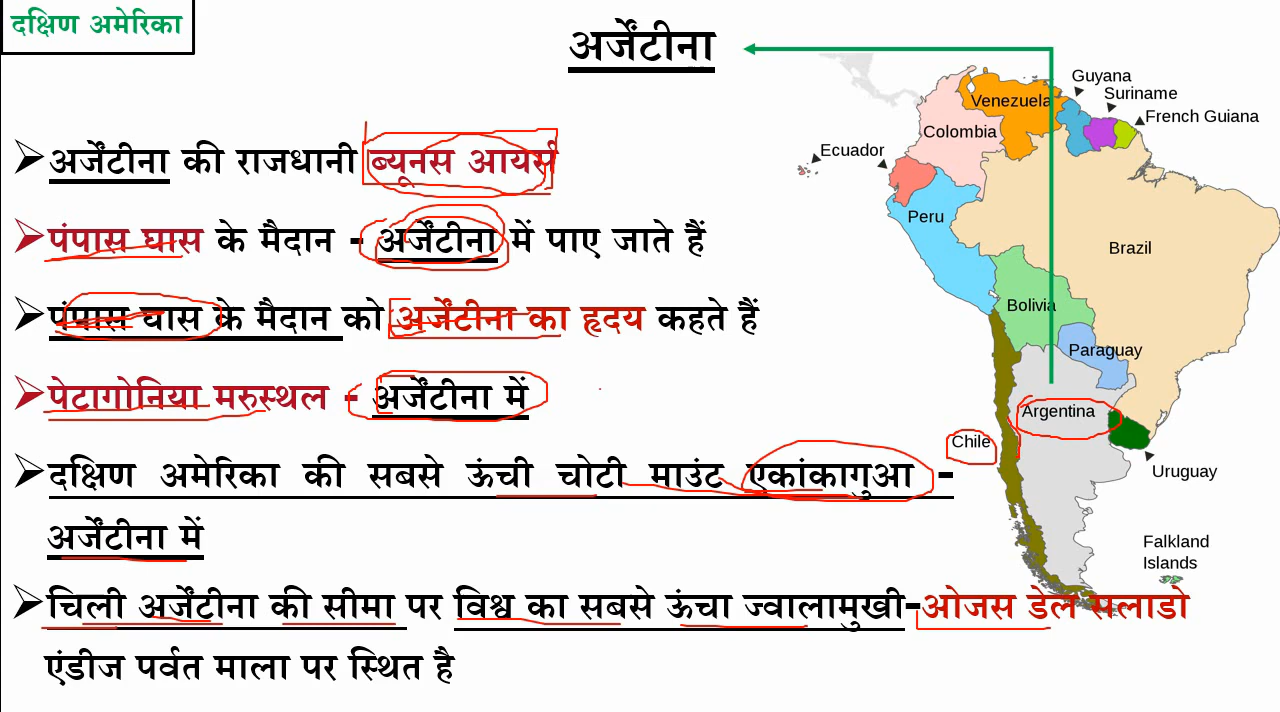 दक्षिण अमेरिका
अर्जेंटीना
अर्जेंटीना की राजधानी ब्यूनस आयर्स
पंपास घास के मैदान - अर्जेंटीना में पाए जाते हैं
पंपास घास के मैदान को अर्जेंटीना का हृदय कहते हैं
पेटागोनिया मरुस्थल - अर्जेंटीना में
दक्षिण अमेरिका की सबसे ऊंची चोटी माउंट एकांकागुआ -
अर्जेंटीना में
चिली अर्जेंटीना की सीमा पर विश्व का सबसे ऊंचा ज्वालामुखी-ओजस डेल सलाडो
एंडीज पर्वत माला पर स्थित है
Guyana
Suriname
French Guiana
Venezuela
Colombia
Ecuador
Peru
Brazil
Bolivia
Paraguay
Argentina
Chile
Uruguay
Falkland
Islands